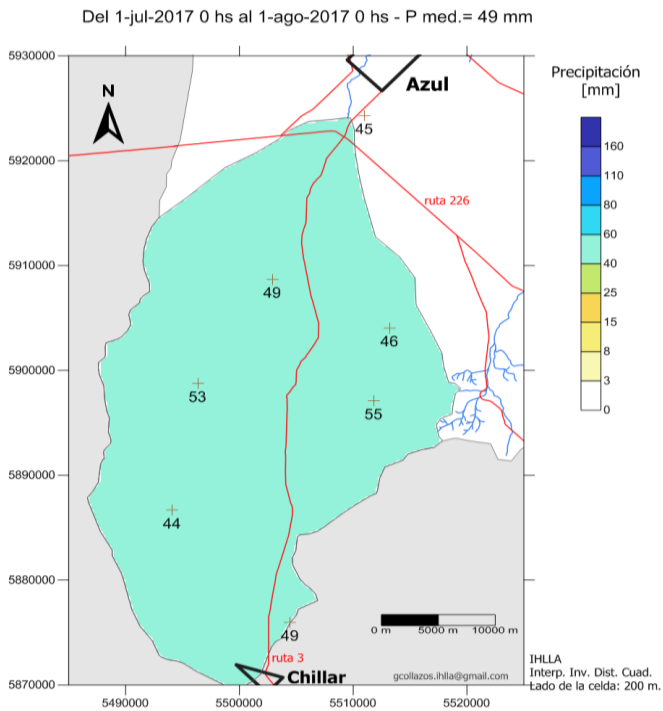 Del 1-jul-2017 0 hs al 1-ago-2017 0 hs - P med.= 49 mm
Precipitación
[mm]
160
110
80
60
40
25
15
8
3
0
N
Azul
45
ruta 226
49
46
53
55
44
49
ruta 3
Chillar
0 m 5000 m 10000 m
gcollazos.ihlla@gmail.com
IHLLA
Interp. Inv. Dist. Cuad.
Lado de la celda: 200 m.
5930000
5920000
5910000
5900000
5890000
5880000
5870000
5490000 5500000 5510000 5520000